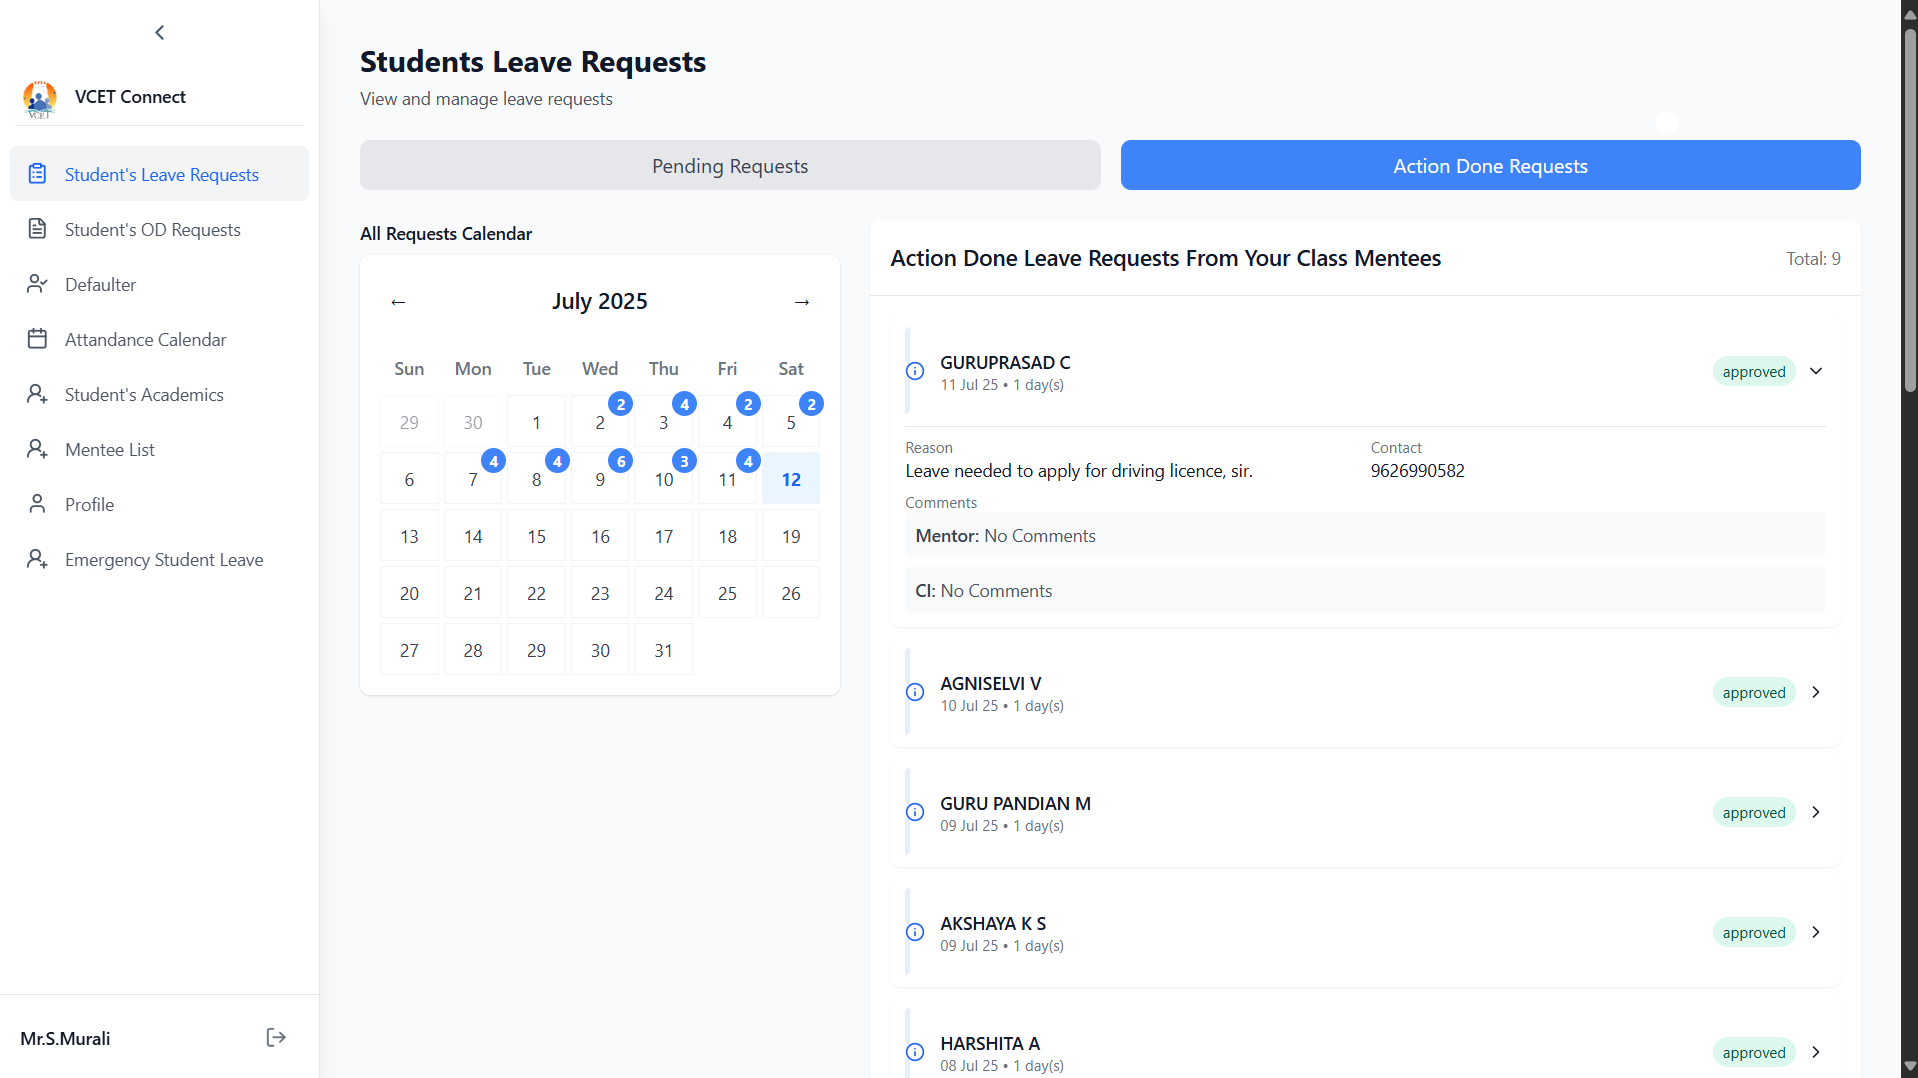 VCET
VCET Connect
Student's Leave Requests
Student's OD Requests
Defaulter
Attandance Calendar
Student's Academics
Mentee List
Profile
Emergency Student Leave
Mr.S.Murali
Students Leave Requests
View and manage leave requests
Pending Requests
Action Done Requests
All Requests Calendar
← July 2025 →
Sun Mon Tue Wed Thu Fri Sat
2 4 2 2
29 30 1 2 3 4 5
4 4 6 3 4
6 7 8 9 10 11 12
13 14 15 16 17 18 19
20 21 22 23 24 25 26
27 28 29 30 31
Action Done Leave Requests From Your Class Mentees
Total: 9
GURUPRASAD C
11 Jul 25 • 1 day(s)
approved
Reason
Leave needed to apply for driving licence, sir.
Contact
9626990582
Comments
Mentor: No Comments
CI: No Comments
AGNISELVI V
10 Jul 25 • 1 day(s)
approved
GURU PANDIAN M
09 Jul 25 • 1 day(s)
approved
AKSHAYA K S
09 Jul 25 • 1 day(s)
approved
HARSHITA A
08 Jul 25 • 1 day(s)
approved